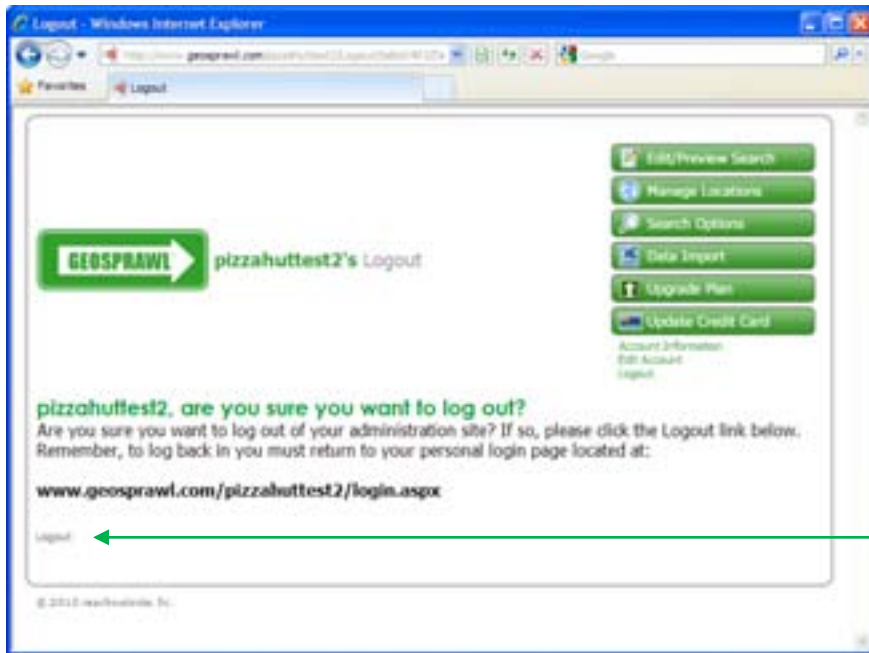 Logout - Windows Internet Explorer
geosprawl.com
Google
Favorites
Logout
Edit/Preview Search
Manage Locations
Search Options
Data Import
Upgrade Plan
Update Credit Card
Account Information
Edit Account
Logout
GEOSPRAWL
pizzahuttest2's Logout
pizzahuttest2, are you sure you want to log out?
Are you sure you want to log out of your administration site? If so, please click the Logout link below.
Remember, to log back in you must return to your personal login page located at:
www.geosprawl.com/pizzahuttest2/login.aspx
Logout